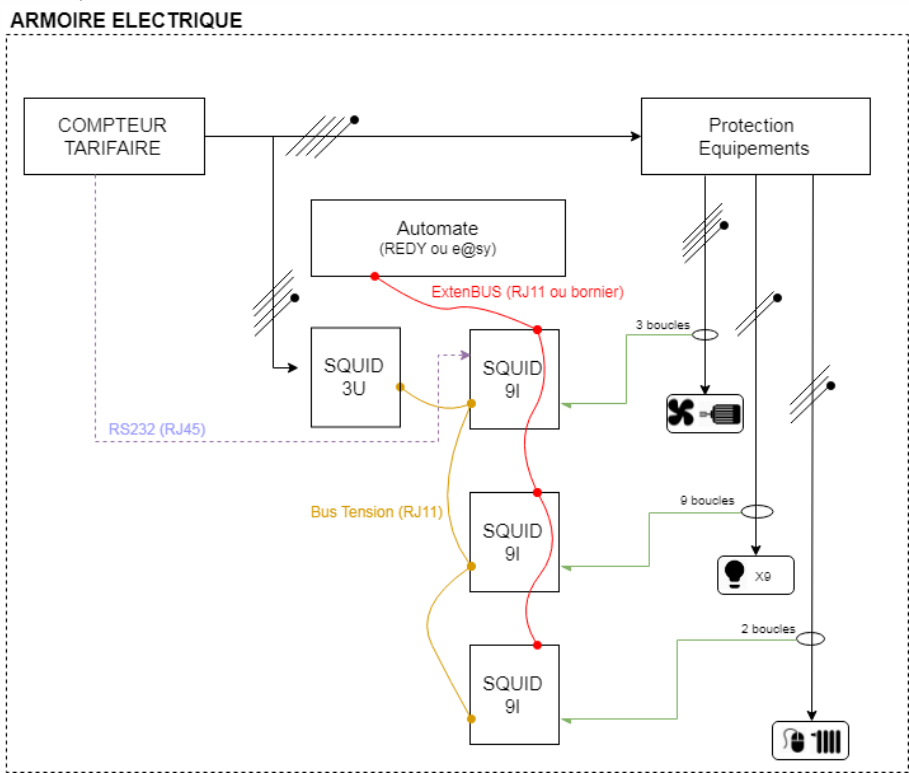 ARMOIRE ELECTRIQUE
COMPTEUR
TARIFAIRE
Protection
Equipements
Automate
(REDY ou e@sy)
ExtenBUS (RJ11 ou bornier)
3 boucles
SQUID
3U
SQUID
9I
RS232 (RJ45)
9 boucles
Bus Tension (RJ11)
SQUID
9I
X9
2 boucles
SQUID
9I